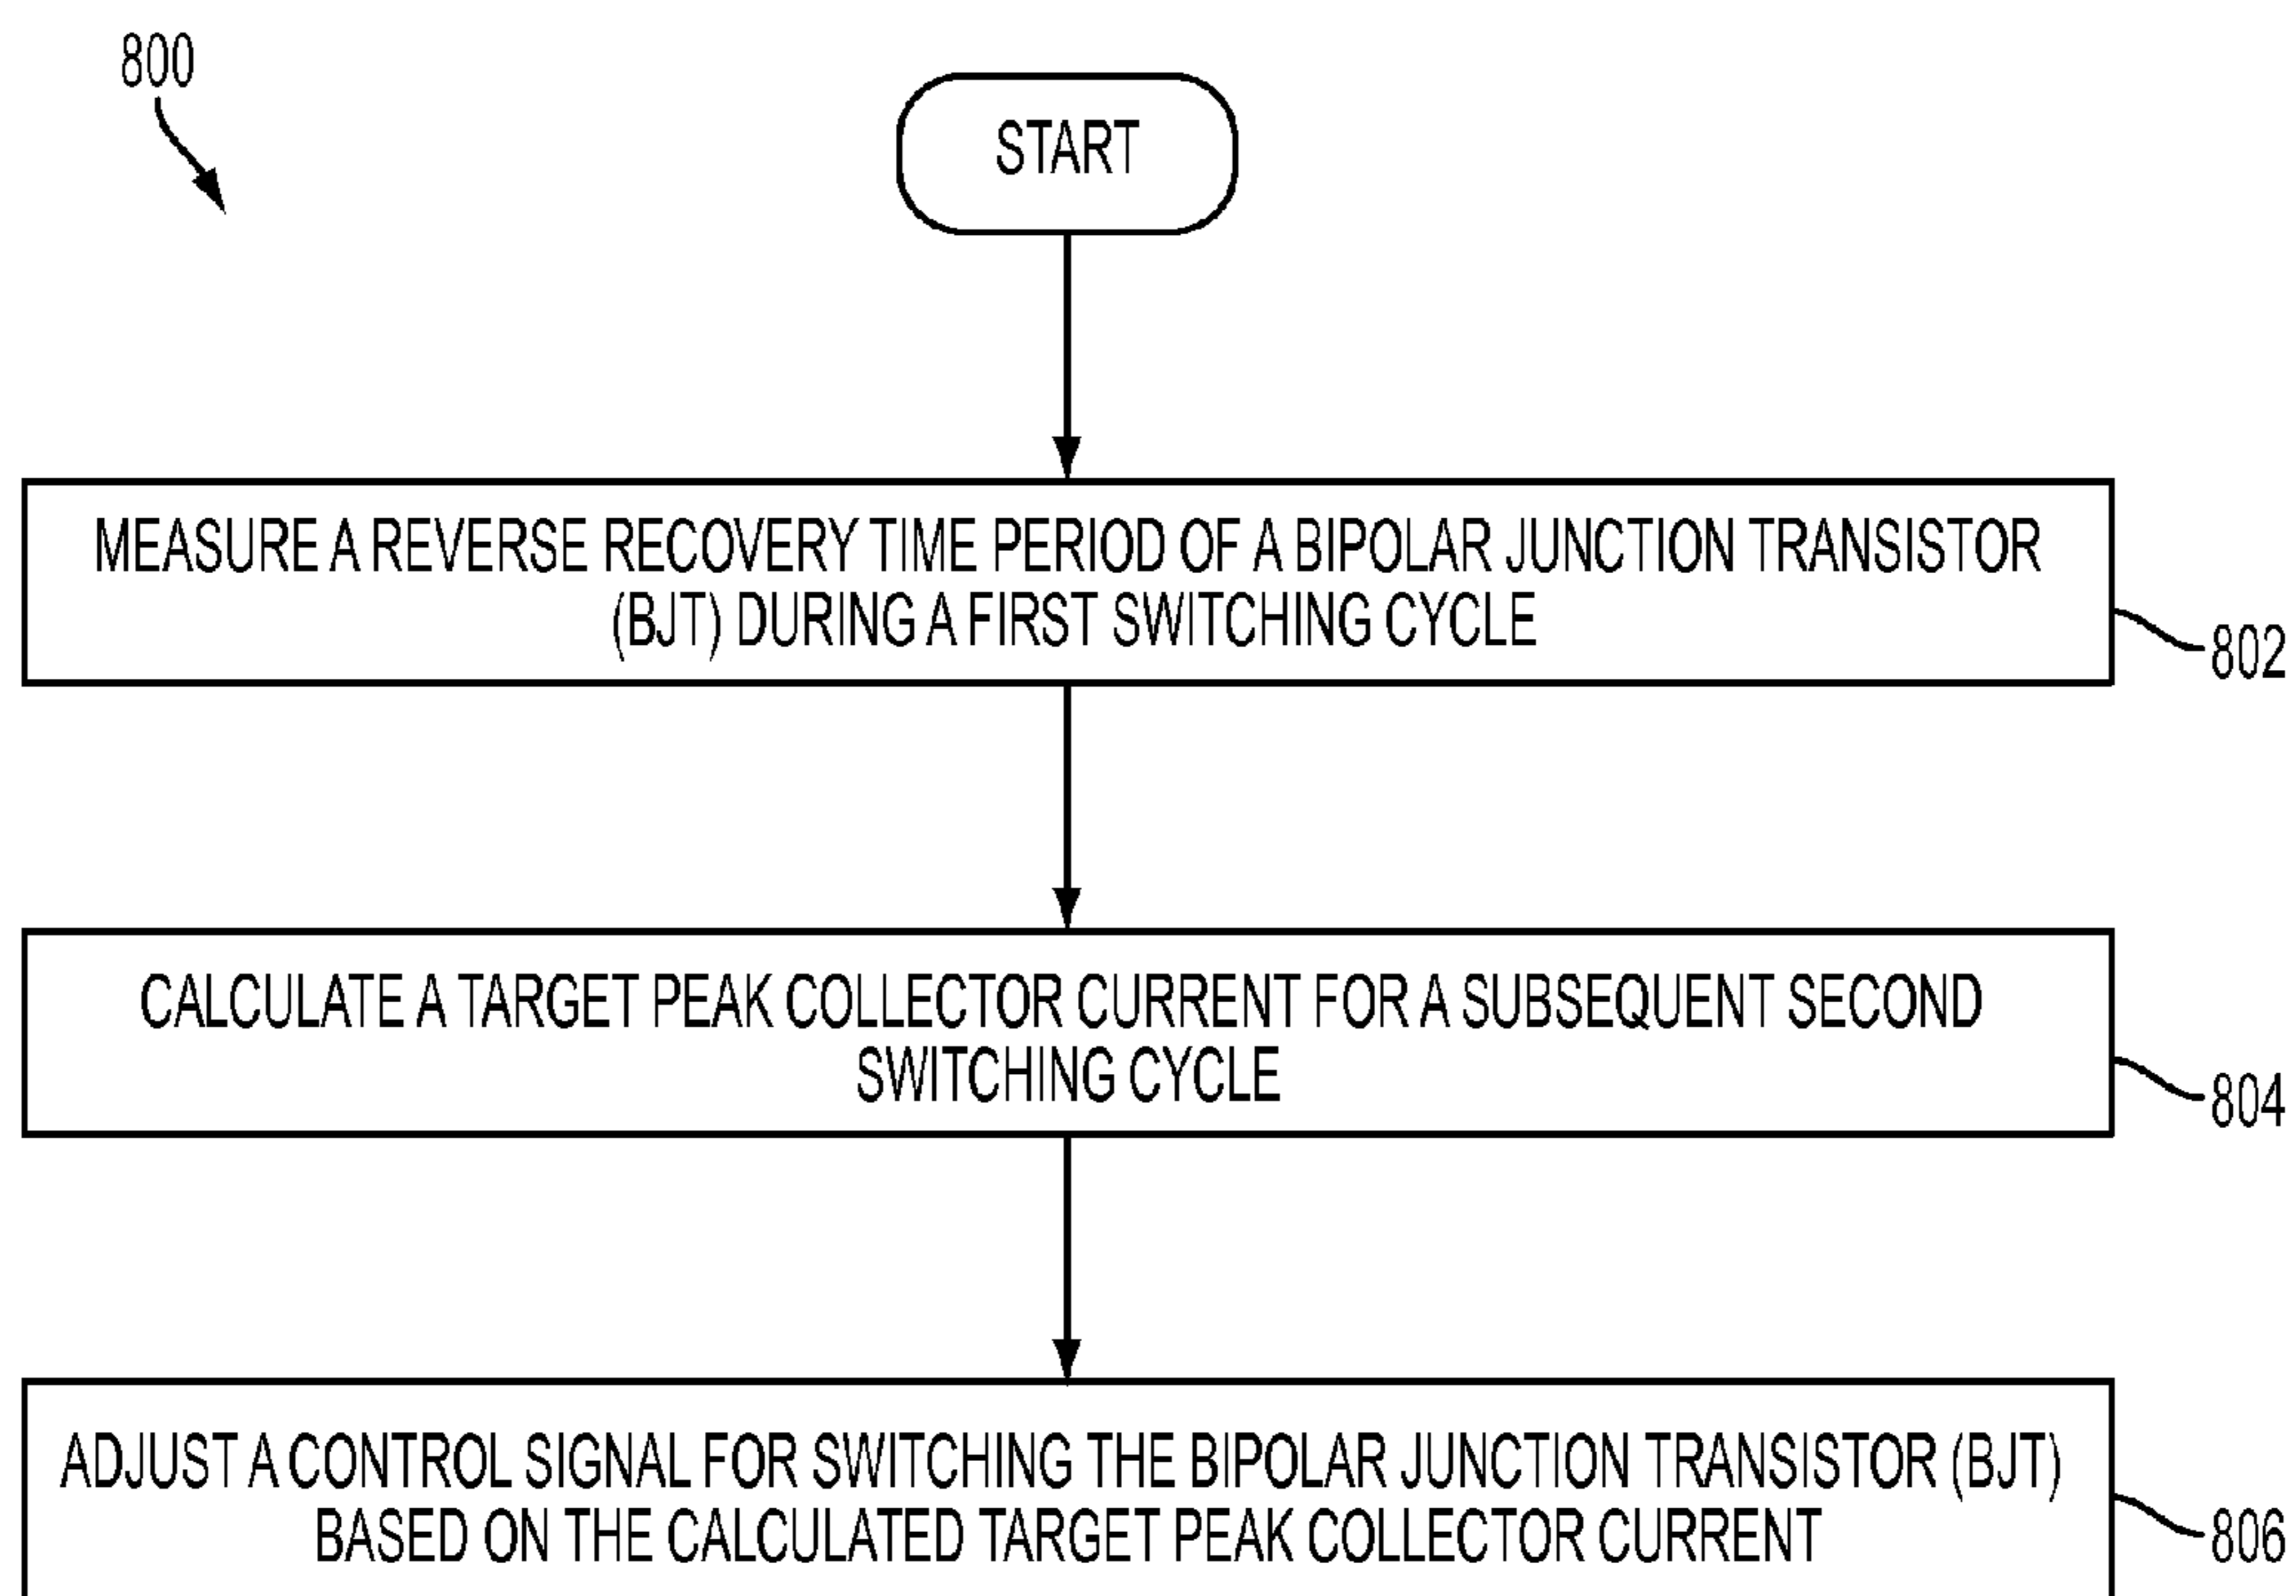 800
START
MEASURE A REVERSE RECOVERY TIME PERIOD OF A BIPOLAR JUNCTION TRANSISTOR
(BJT) DURING A FIRST SWITCHING CYCLE
802
CALCULATE A TARGET PEAK COLLECTOR CURRENT FOR A SUBSEQUENT SECOND
SWITCHING CYCLE
804
ADJUST A CONTROL SIGNAL FOR SWITCHING THE BIPOLAR JUNCTION TRANSISTOR (BJT)
BASED ON THE CALCULATED TARGET PEAK COLLECTOR CURRENT
806